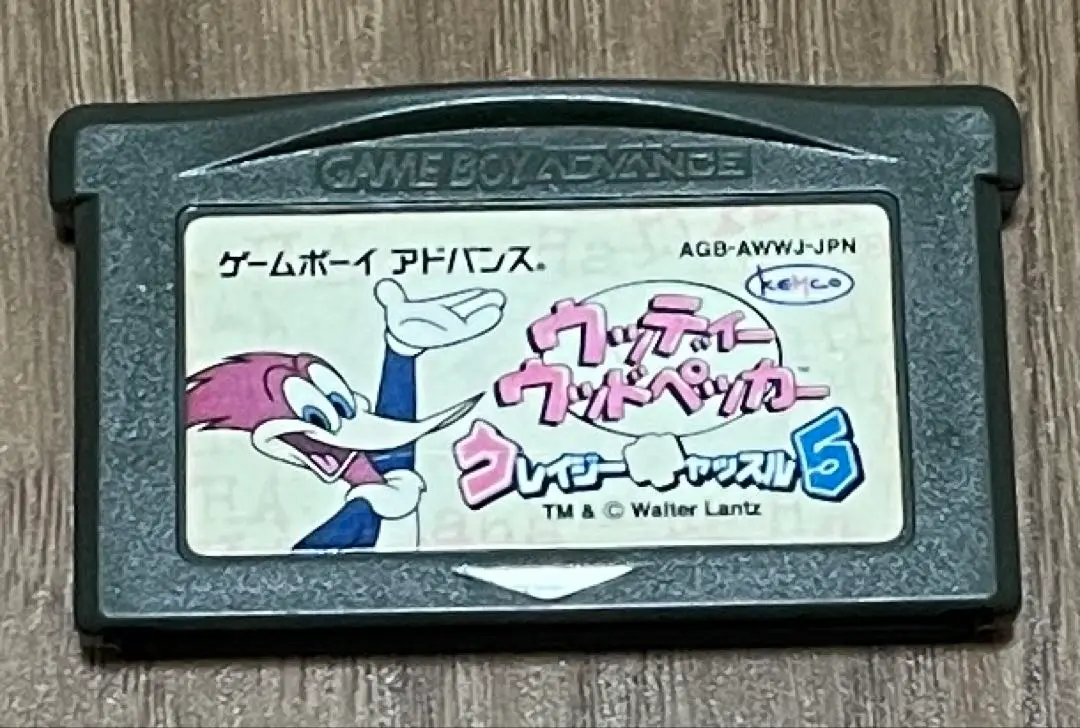 GAME BOY ADVANCE
ゲームボーイ アドバンス®
AGB-AWWJ-JPN
KEMCO
ウッディー
ウッドペッカー™
クレイジーキャッスル5
TM & © Walter Lantz